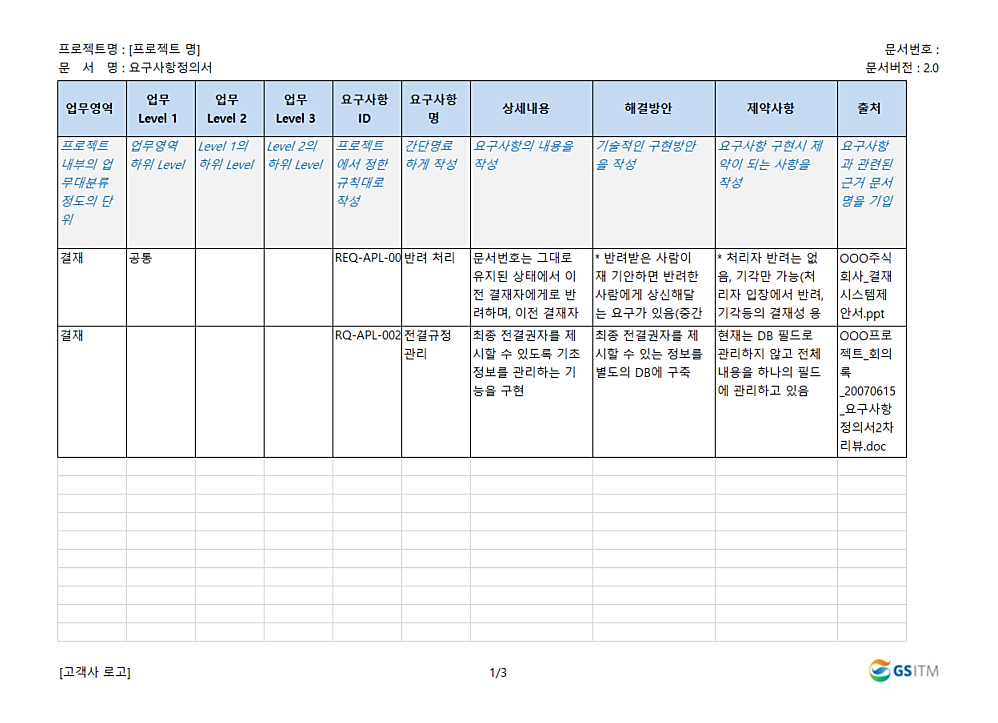 프로젝트명 : [프로젝트 명]
문서번호 :
문 서 명 : 요구사항정의서
문서버전 : 2.0
업무영역
업무
Level 1
업무
Level 2
업무
Level 3
요구사항
ID
요구사항
명
상세내용
해결방안
제약사항
출처
프로젝트
내부의 업
무대분류
정도의 단
위
업무영역
하위 Level
Level 1의
하위 Level
Level 2의
하위 Level
프로젝트
에서 정한
규칙대로
작성
간단명료
하게 작성
요구사항의 내용을
작성
기술적인 구현방안
을 작성
요구사항 구현시 제
약이 되는 사항을
작성
요구사항
과 관련된
근거 문서
명을 기입
결재
공통
REQ-APL-00
반려 처리
문서번호는 그대로
유지된 상태에서 이
전 결재자에게로 반
려하며, 이전 결재자
* 반려받은 사람이
재 기안하면 반려한
사람에게 상신해달
는 요구가 있음(중간
* 처리자 반려는 없
음, 기각만 가능(처
리자 입장에서 반려,
기각등의 결재성 용
OOO주식
회사_결재
시스템제
안서.ppt
결재
RQ-APL-002
전결규정
관리
최종 전결권자를 제
시할 수 있도록 기초
정보를 관리하는 기
능을 구현
최종 전결권자를 제
시할 수 있는 정보를
별도의 DB에 구축
현재는 DB 필드로
관리하지 않고 전체
내용을 하나의 필드
에 관리하고 있음
OOO프로
젝트_회의
록
_20070615
_요구사항
정의서2차
리뷰.doc
[고객사 로고]
1/3
GSITM